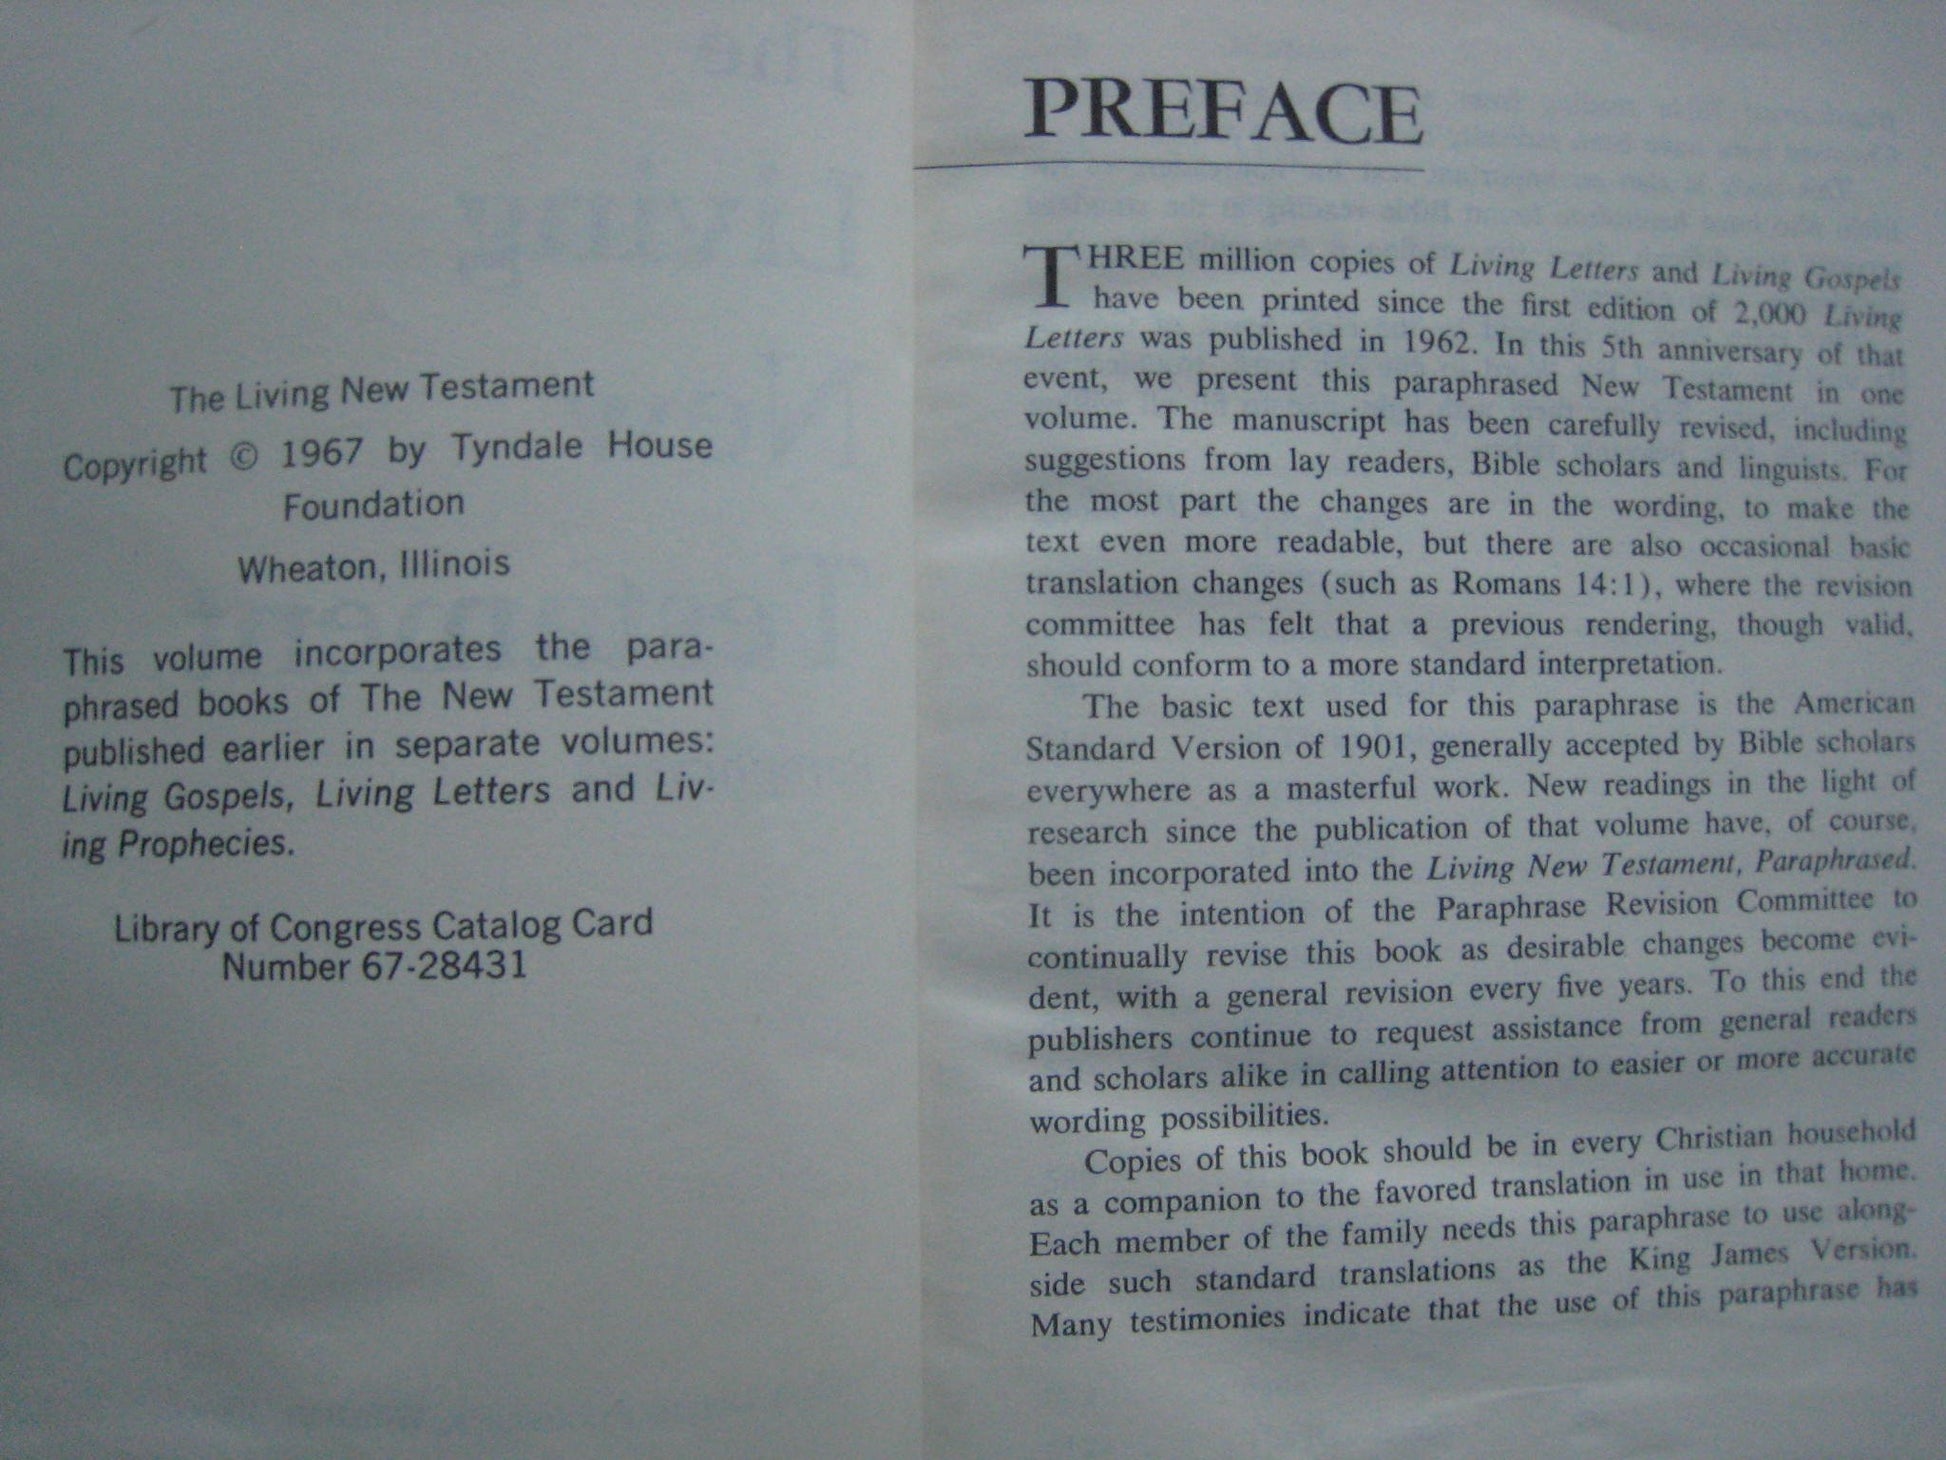 The Living New Testament
Copyright © 1967 by Tyndale House
Foundation
Wheaton, Illinois
This volume incorporates the para-
phrased books of The New Testament
published earlier in separate volumes:
Living Gospels, Living Letters and Liv-
ing Prophecies.
Library of Congress Catalog Card
Number 67-28431
PREFACE
THREE million copies of Living Letters and Living Gospels
have been printed since the first edition of 2,000 Living
Letters was published in 1962. In this 5th anniversary of that
event, we present this paraphrased New Testament in one
volume. The manuscript has been carefully revised, including
suggestions from lay readers, Bible scholars and linguists. For
the most part the changes are in the wording, to make the
text even more readable, but there are also occasional basic
translation changes (such as Romans 14:1), where the revision
committee has felt that a previous rendering, though valid,
should conform to a more standard interpretation.
The basic text used for this paraphrase is the American
Standard Version of 1901, generally accepted by Bible scholars
everywhere as a masterful work. New readings in the light of
research since the publication of that volume have, of course,
been incorporated into the Living New Testament, Paraphrased.
It is the intention of the Paraphrase Revision Committee to
continually revise this book as desirable changes become evi-
dent, with a general revision every five years. To this end the
publishers continue to request assistance from general readers
and scholars alike in calling attention to easier or more accurate
wording possibilities.
Copies of this book should be in every Christian household
as a companion to the favored translation in use in that home.
Each member of the family needs this paraphrase to use along-
side such standard translations as the King James Version.
Many testimonies indicate that the use of this paraphrase has